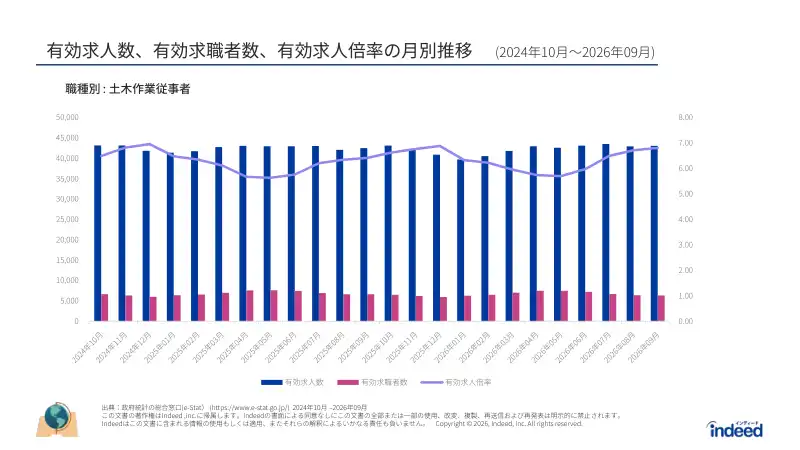 有効求人数、有効求職者数、有効求人倍率の月別推移 (2024年10月～2026年09月)
職種別 : 土木作業従事者
50,000
45,000
40,000
35,000
30,000
25,000
20,000
15,000
10,000
5,000
0
8.00
7.00
6.00
5.00
4.00
3.00
2.00
1.00
0.00
2024年10月
2024年11月
2024年12月
2025年01月
2025年02月
2025年03月
2025年04月
2025年05月
2025年06月
2025年07月
2025年08月
2025年09月
2025年10月
2025年11月
2025年12月
2026年01月
2026年02月
2026年03月
2026年04月
2026年05月
2026年06月
2026年07月
2026年08月
2026年09月
有効求人数 有効求職者数 有効求人倍率
出典：政府統計の総合窓口(e-Stat） (https://www.e-stat.go.jp/) 2024年10月 –2026年09月
この文書の著作権はIndeed ,inc.に帰属します。Indeedの書面による同意なしにこの文書の全部または一部の使用、改変、複製、再送信および再発表は明示的に禁止されます。
Indeedはこの文書に含まれる情報の使用もしくは適用、またそれらの解釈によるいかなる責任も負いません。 Copyright © 2026, Indeed, Inc. All rights reserved.
インディード
indeed